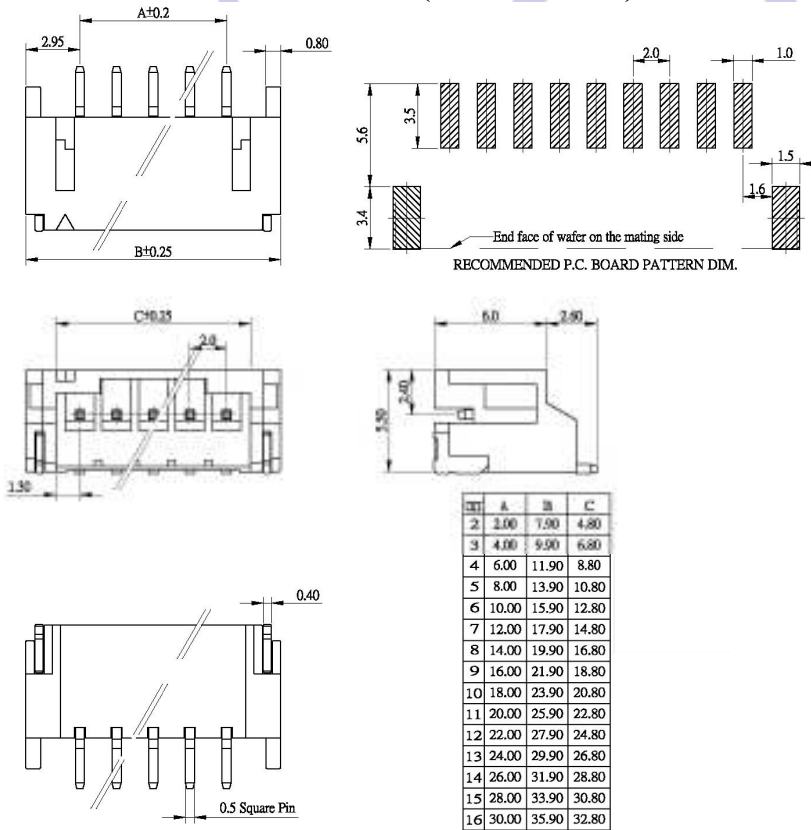 A±0.2
2.95
0.80
2.0
1.0
3.5
5.6
1.5
1.6
3.4
End face of wafer on the mating side
B±0.25
RECOMMENDED P.C. BOARD PATTERN DIM.
C±0.25
2.0
6.0
2.60
2.40
5.50
1.30
A B C
2 2.00 7.90 4.80
3 4.00 9.90 6.80
4 6.00 11.90 8.80
5 8.00 13.90 10.80
6 10.00 15.90 12.80
7 12.00 17.90 14.80
8 14.00 19.90 16.80
9 16.00 21.90 18.80
10 18.00 23.90 20.80
11 20.00 25.90 22.80
12 22.00 27.90 24.80
13 24.00 29.90 26.80
14 26.00 31.90 28.80
15 28.00 33.90 30.80
16 30.00 35.90 32.80
0.40
0.5 Square Pin